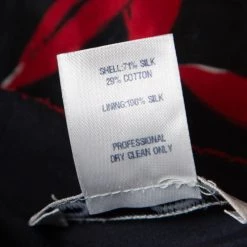 SHELL:71% SILK
29% COTTON
LINING:100% SILK
PROFESSIONAL
DRY CLEAN ONLY